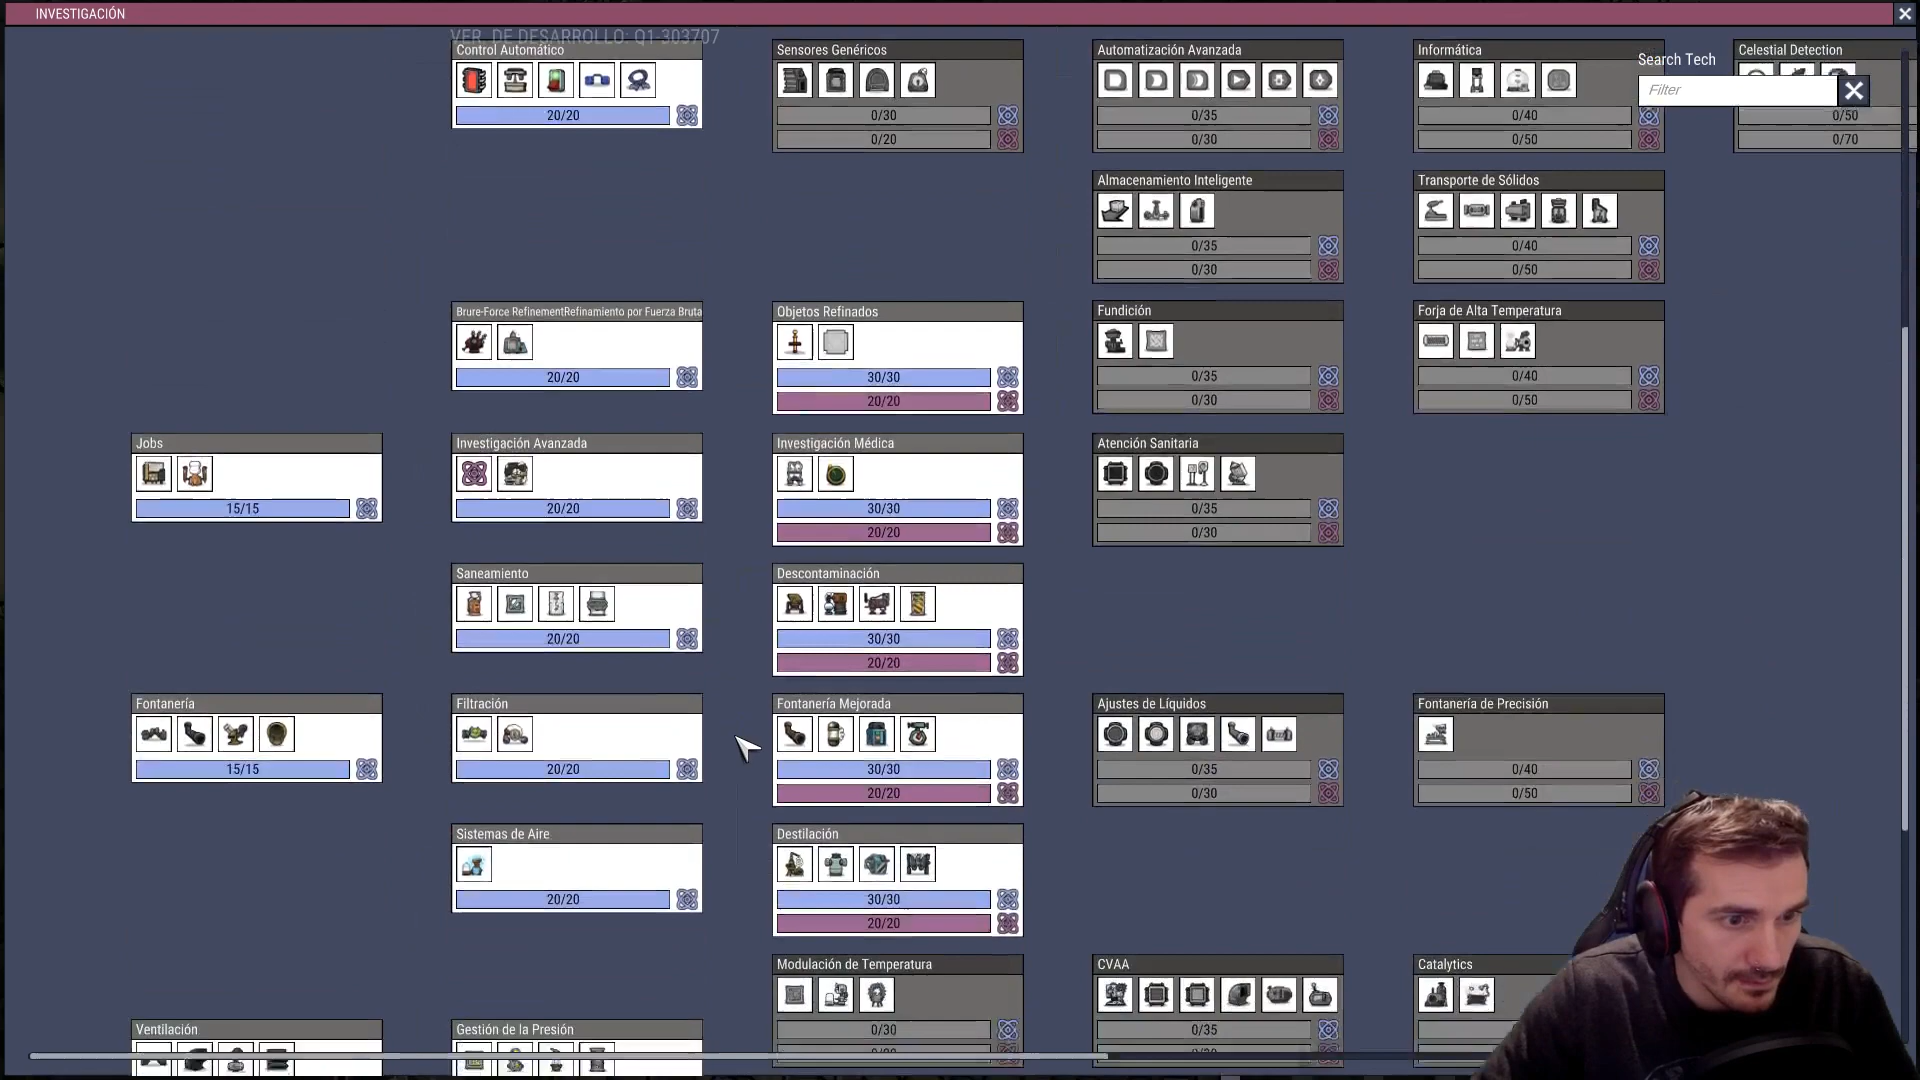 INVESTIGACIÓN
VER. DE DESARROLLO: Q1-303707
Control Automático
20/20
Sensores Genéricos
0/30
0/20
Automatización Avanzada
0/35
0/30
Informática
0/40
0/50
Celestial Detection
0/50
0/70
Search Tech
Filter
Almacenamiento Inteligente
0/35
0/30
Transporte de Sólidos
0/40
0/50
Brure-Force RefinementRefinamiento por Fuerza Bruta
20/20
Objetos Refinados
30/30
20/20
Fundición
0/35
0/30
Forja de Alta Temperatura
0/40
0/50
Jobs
15/15
Investigación Avanzada
20/20
Investigación Médica
30/30
20/20
Atención Sanitaria
0/35
0/30
Saneamiento
20/20
Descontaminación
30/30
20/20
Fontanería
15/15
Filtración
20/20
Fontanería Mejorada
30/30
20/20
Ajustes de Líquidos
0/35
0/30
Fontanería de Precisión
0/40
0/50
Sistemas de Aire
20/20
Destilación
30/30
20/20
Modulación de Temperatura
0/30
CVAA
0/35
Catalytics
Ventilación
Gestión de la Presión